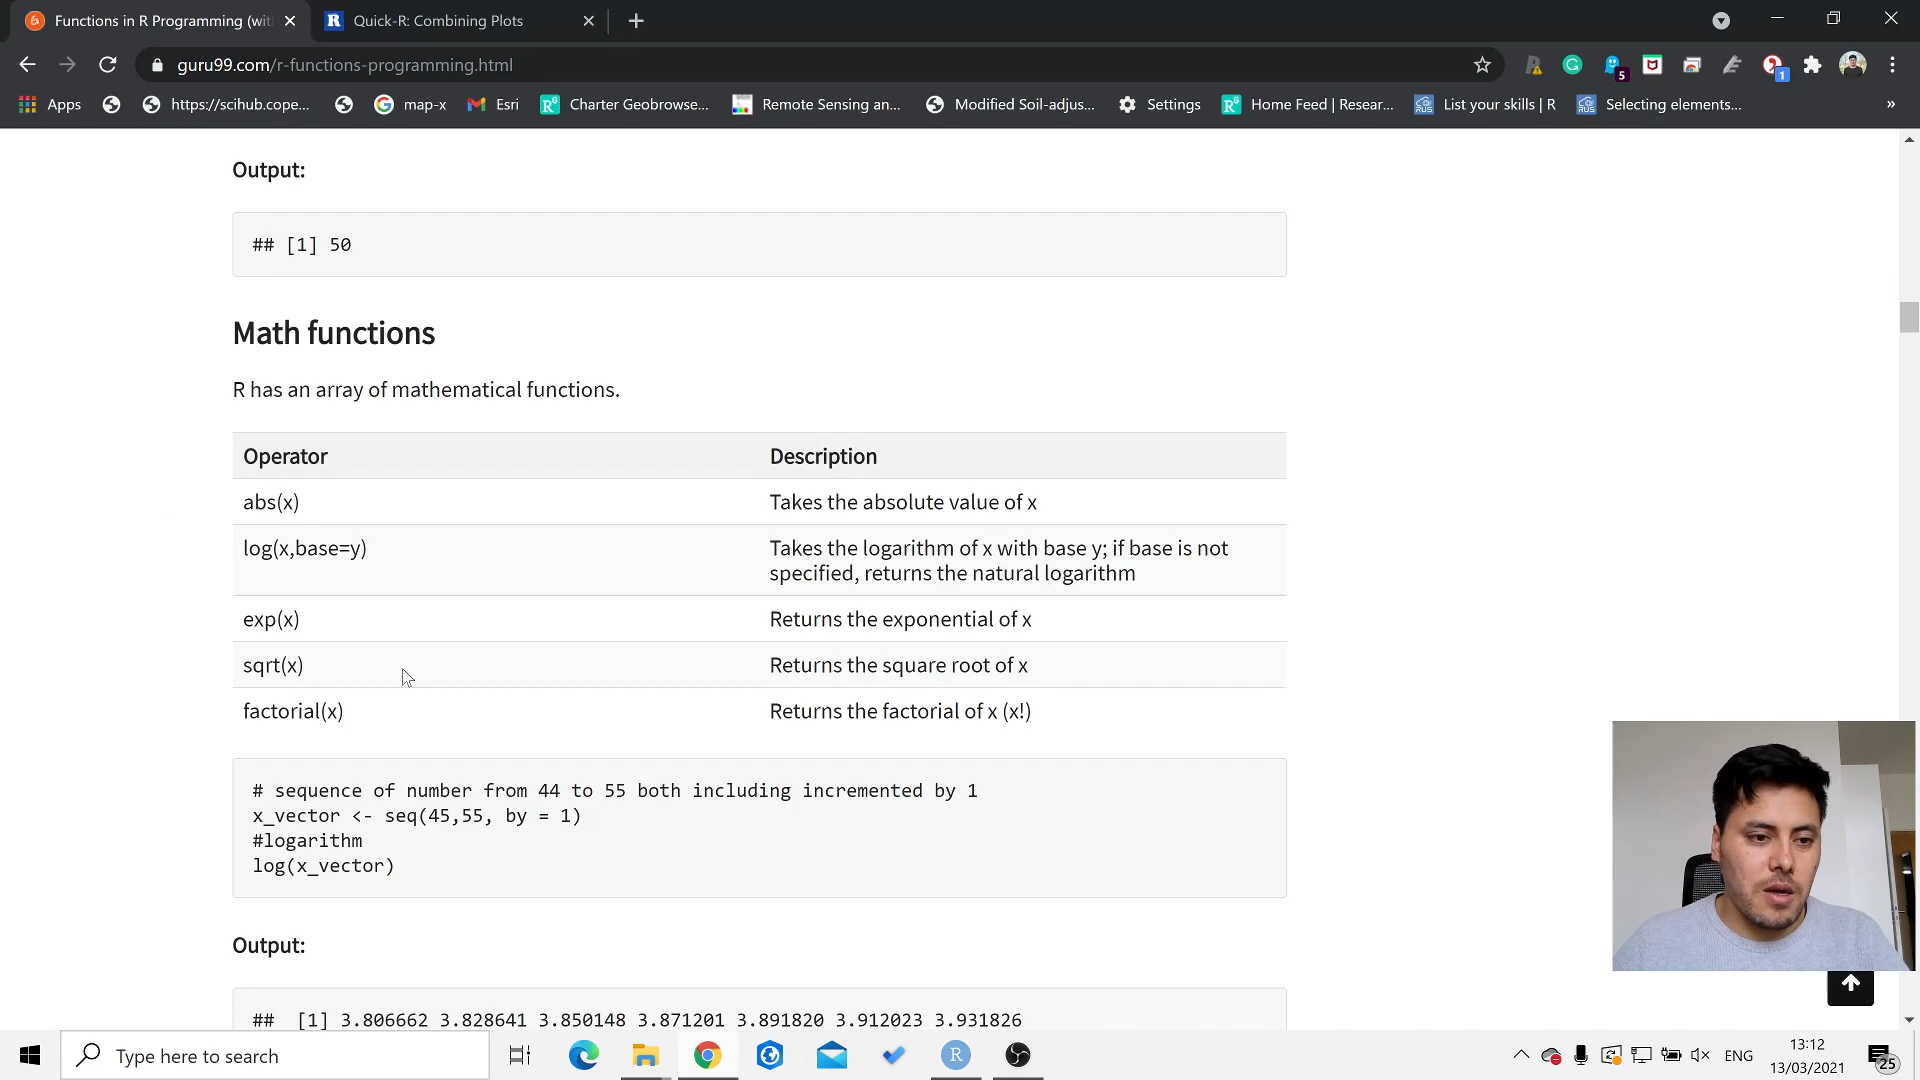 Functions in R Programming (wit
Quick-R: Combining Plots
guru99.com/r-functions-programming.html
5
1
Apps
https://scihub.cope...
map-x
Esri
Charter Geobrowse...
Remote Sensing an...
Modified Soil-adjus...
Settings
Home Feed | Resear...
List your skills | R
Selecting elements...
»
Output:
## [1] 50
Math functions
R has an array of mathematical functions.
Operator
Description
abs(x)
Takes the absolute value of x
log(x,base=y)
Takes the logarithm of x with base y; if base is not
specified, returns the natural logarithm
exp(x)
Returns the exponential of x
sqrt(x)
Returns the square root of x
factorial(x)
Returns the factorial of x (x!)
# sequence of number from 44 to 55 both including incremented by 1
x_vector <- seq(45,55, by = 1)
#logarithm
log(x_vector)
Output:
## [1] 3.806662 3.828641 3.850148 3.871201 3.891820 3.912023 3.931826
Type here to search
ENG
13:12
13/03/2021
25